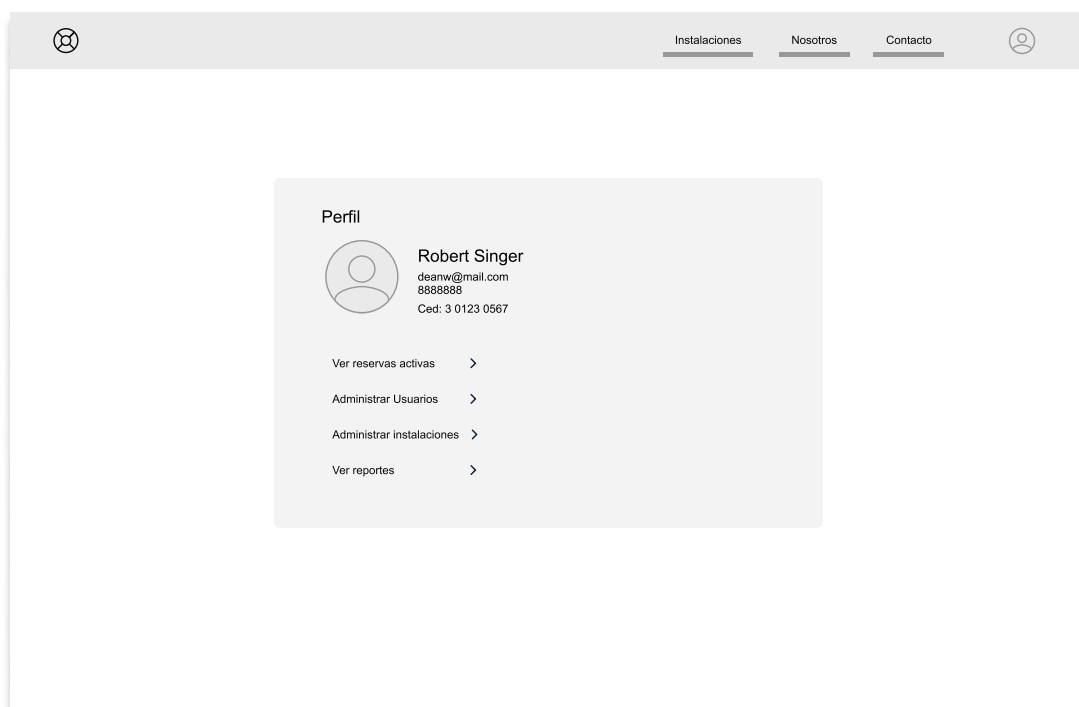 Instalaciones
Nosotros
Contacto
Perfil
Robert Singer
deanw@mail.com
8888888
Ced: 3 0123 0567
Ver reservas activas
Administrar Usuarios
Administrar instalaciones
Ver reportes